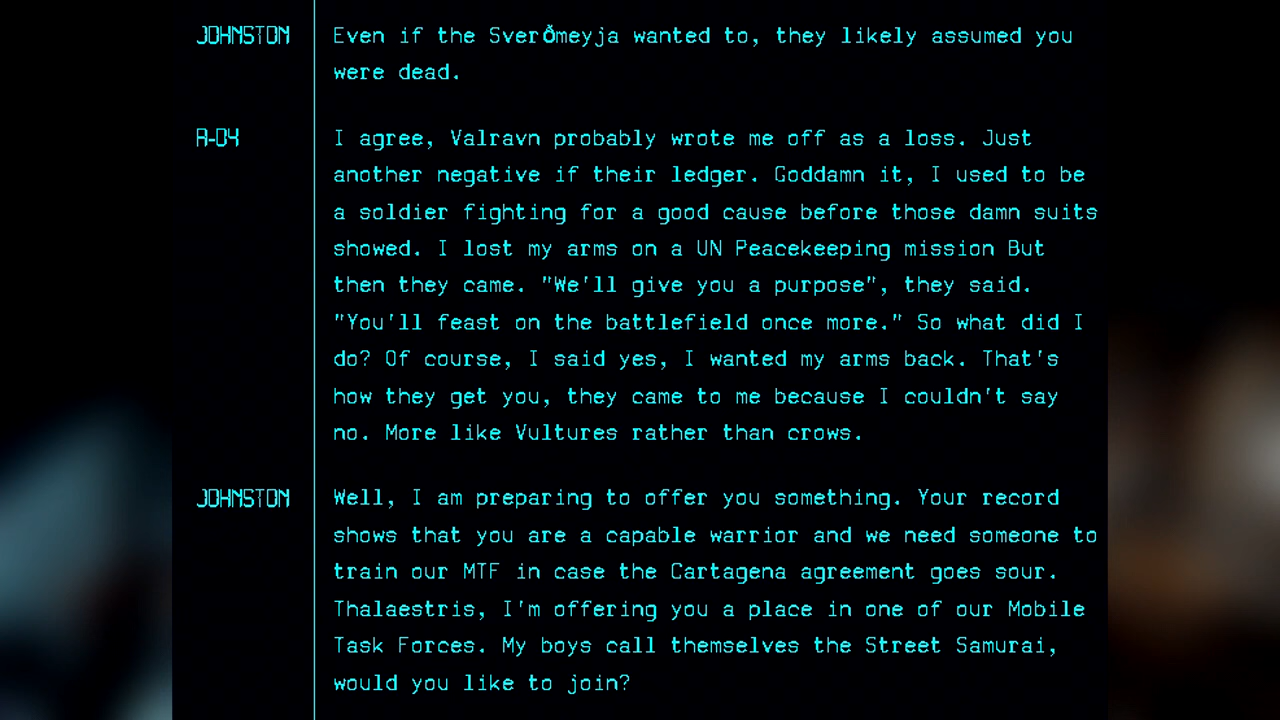 JOHNSTON Even if the Sverðmeyja wanted to, they likely assumed you
were dead.
A-04 I agree, Valravn probably wrote me off as a loss. Just
another negative if their ledger. Goddamn it, I used to be
a soldier fighting for a good cause before those damn suits
showed. I lost my arms on a UN Peacekeeping mission But
then they came. "We'll give you a purpose", they said.
"You'll feast on the battlefield once more." So what did I
do? Of course, I said yes, I wanted my arms back. That's
how they get you, they came to me because I couldn't say
no. More like Vultures rather than crows.
JOHNSTON Well, I am preparing to offer you something. Your record
shows that you are a capable warrior and we need someone to
train our MTF in case the Cartagena agreement goes sour.
Thalaestris, I'm offering you a place in one of our Mobile
Task Forces. My boys call themselves the Street Samurai,
would you like to join?